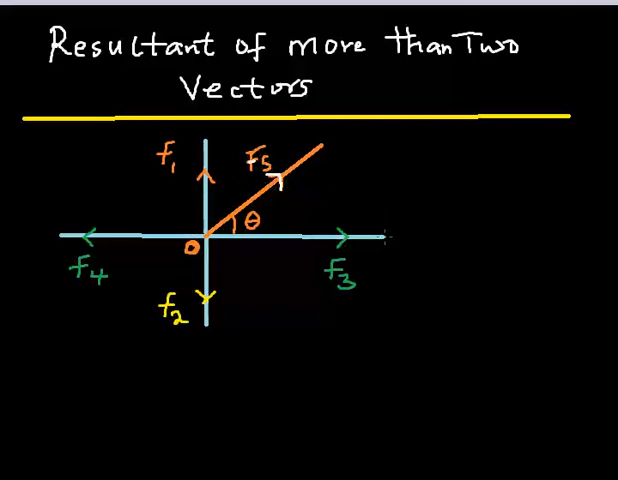 Resultant of more than Two
Vectors
f1
F5
θ
O
f4
f3
f2